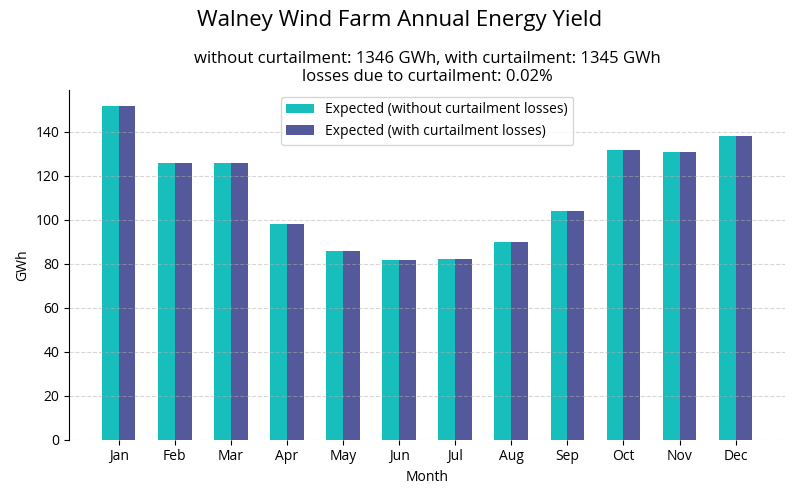 Walney Wind Farm Annual Energy Yield
without curtailment: 1346 GWh, with curtailment: 1345 GWh
losses due to curtailment: 0.02%
Expected (without curtailment losses)
Expected (with curtailment losses)
140
120
100
80
60
40
20
0
GWh
Jan Feb Mar Apr May Jun Jul Aug Sep Oct Nov Dec
Month